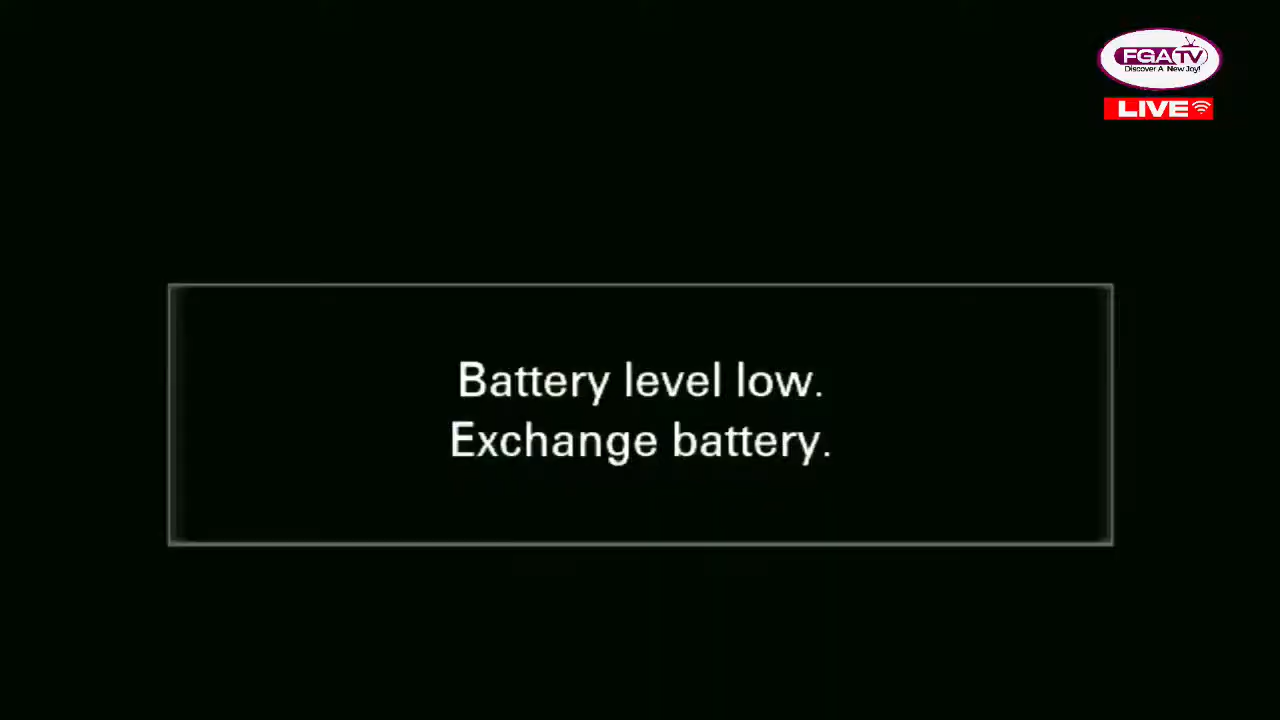 FGATV
Discover A New Joy!
LIVE
Battery level low.
Exchange battery.